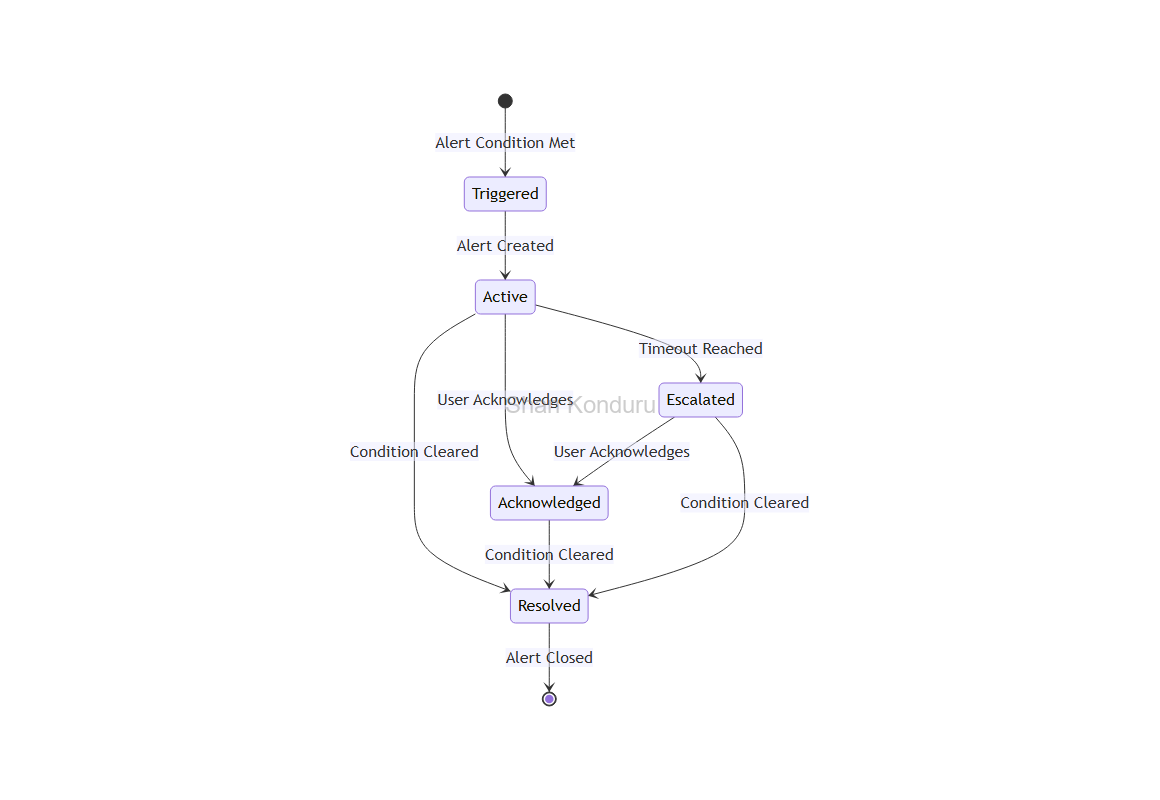 Alert Condition Met
Triggered
Alert Created
Active
Timeout Reached
User Acknowledges
Escalated
Condition Cleared
User Acknowledges
Acknowledged
Condition Cleared
Condition Cleared
Resolved
Alert Closed
Konduru